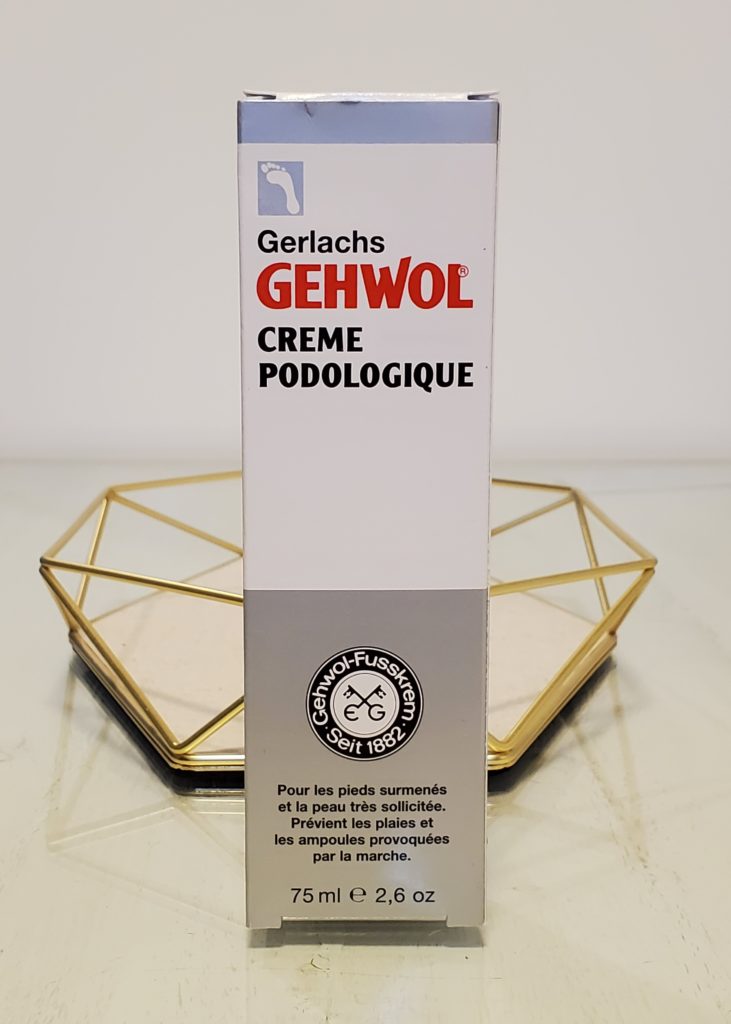 Gerlachs
GEHWOL®
CREME
PODOLOGIQUE
Gehwol-Fusskrem
EG
· Seit 1882 ·
Pour les pieds surmenés
et la peau très sollicitée.
Prévient les plaies et
les ampoules provoquées
par la marche.
75 ml ℮ 2,6 oz